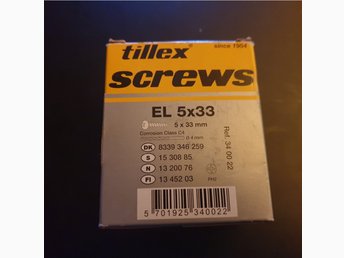 tillex
since 1964
screws
EL 5x33
5 x 33 mm
Corrosion Class C4
Ref. 34 00 22
DK 8339 346 259
S 15 308 85
N 13 200 76
FI 13 452 03
PH2
5 701925 340022